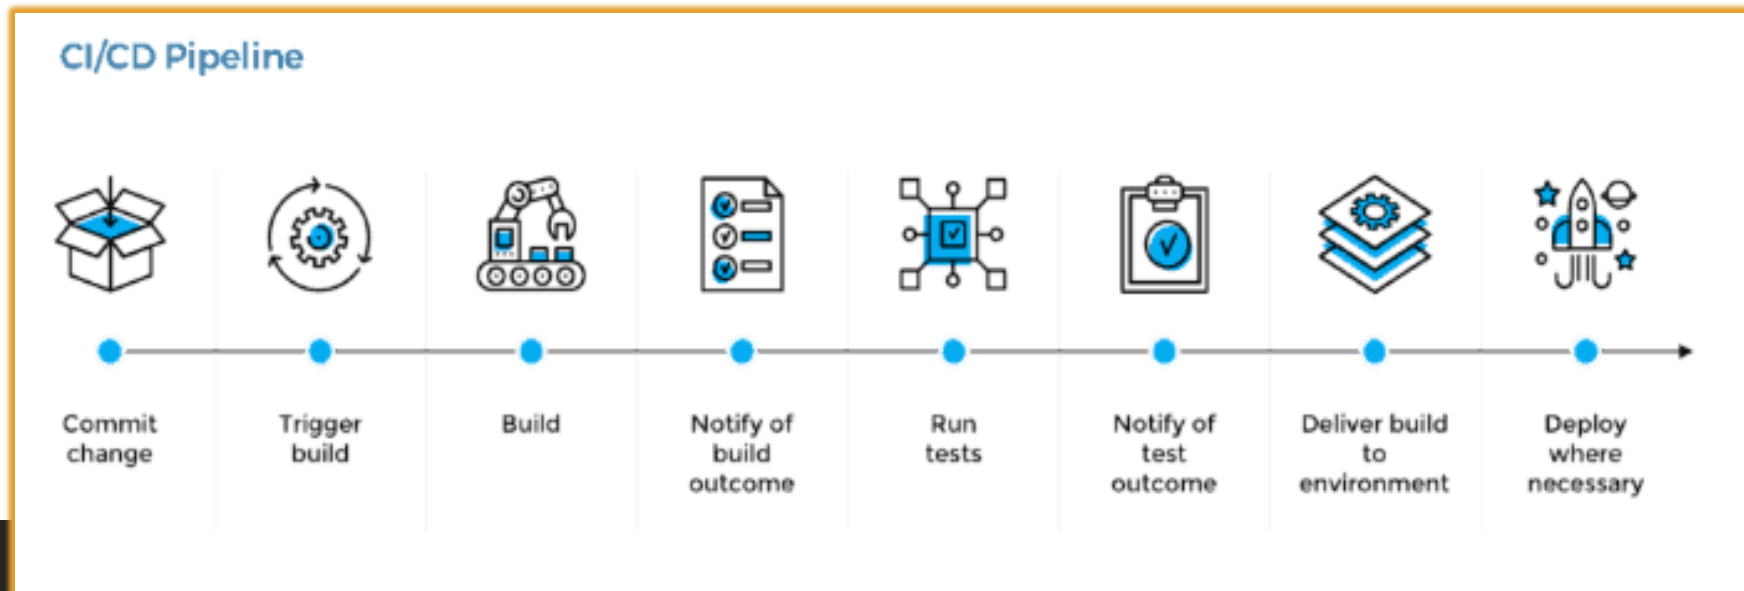 CI/CD Pipeline
Commit
change
Trigger
build
Build
Notify of
build
outcome
Run
tests
Notify of
test
outcome
Deliver build
to
environment
Deploy
where
necessary